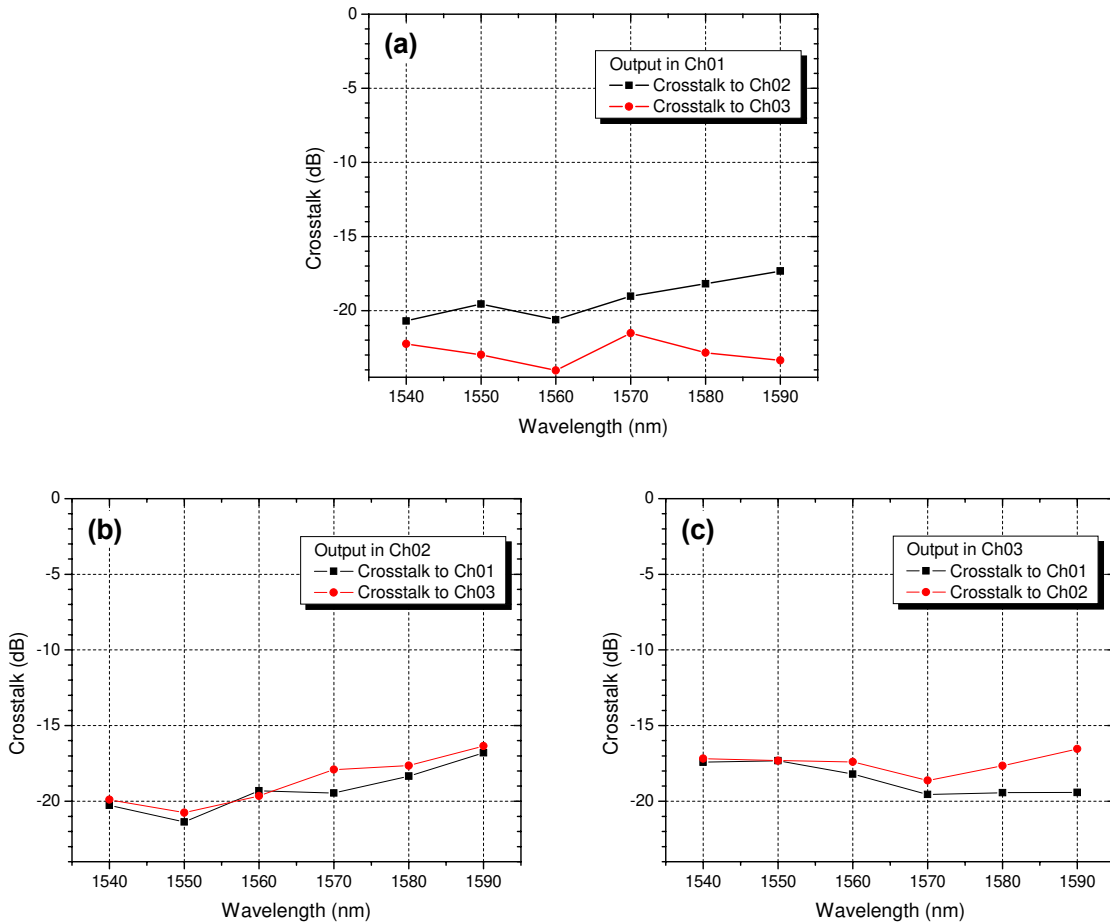 (a)
Output in Ch01
Crosstalk to Ch02
Crosstalk to Ch03
Crosstalk (dB)
0
-5
-10
-15
-20
1540 1550 1560 1570 1580 1590
Wavelength (nm)
(b)
Output in Ch02
Crosstalk to Ch01
Crosstalk to Ch03
Crosstalk (dB)
0
-5
-10
-15
-20
1540 1550 1560 1570 1580 1590
Wavelength (nm)
(c)
Output in Ch03
Crosstalk to Ch01
Crosstalk to Ch02
Crosstalk (dB)
0
-5
-10
-15
-20
1540 1550 1560 1570 1580 1590
Wavelength (nm)